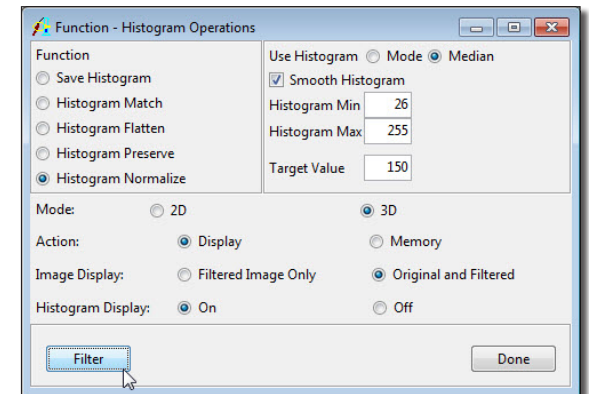 Function - Histogram Operations
Function
Save Histogram
Histogram Match
Histogram Flatten
Histogram Preserve
Histogram Normalize
Use Histogram Mode Median
Smooth Histogram
Histogram Min 26
Histogram Max 255
Target Value 150
Mode: 2D 3D
Action: Display Memory
Image Display: Filtered Image Only Original and Filtered
Histogram Display: On Off
Filter Done